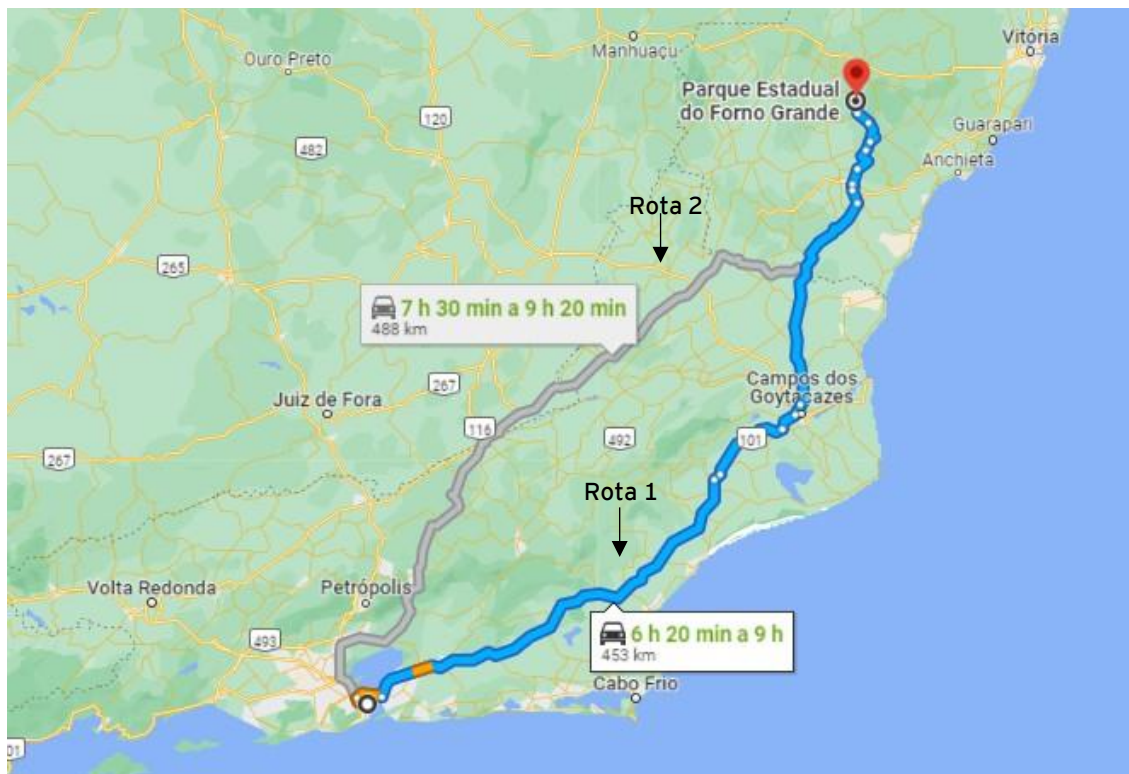 Vitória
Manhuaçu
Ouro Preto
Parque Estadual
do Forno Grande
120
Guarapari
482
Anchieta
Rota 2
265
7 h 30 min a 9 h 20 min
488 km
267
Campos dos
Goytacazes
Juiz de Fora
116
492
101
267
Rota 1
Volta Redonda
Petrópolis
493
6 h 20 min a 9 h
453 km
Cabo Frio
01